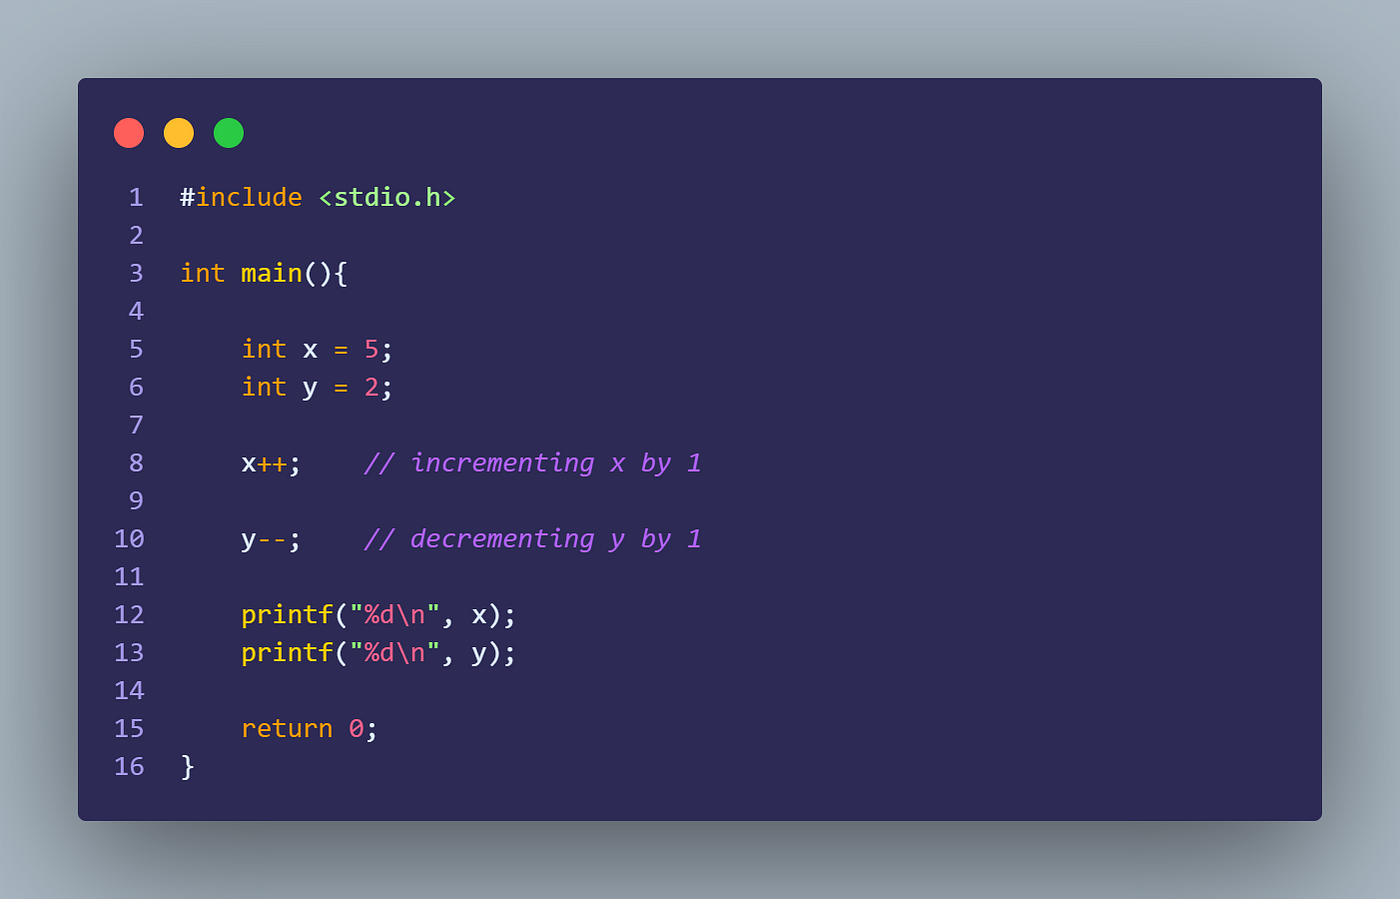 1 #include <stdio.h>
2
3 int main(){
4
5     int x = 5;
6     int y = 2;
7
8     x++;    // incrementing x by 1
9
10     y--;    // decrementing y by 1
11
12     printf("%d\n", x);
13     printf("%d\n", y);
14
15     return 0;
16 }